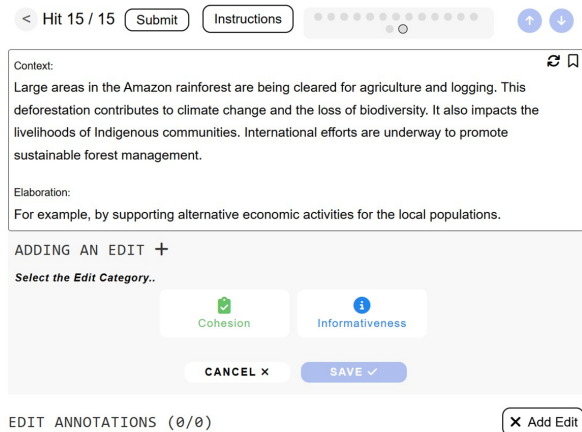 < Hit 15 / 15 Submit Instructions
Context:
Large areas in the Amazon rainforest are being cleared for agriculture and logging. This
deforestation contributes to climate change and the loss of biodiversity. It also impacts the
livelihoods of Indigenous communities. International efforts are underway to promote
sustainable forest management.
Elaboration:
For example, by supporting alternative economic activities for the local populations.
ADDING AN EDIT +
Select the Edit Category..
Cohesion Informativeness
CANCEL × SAVE ✓
EDIT ANNOTATIONS (0/0) × Add Edit